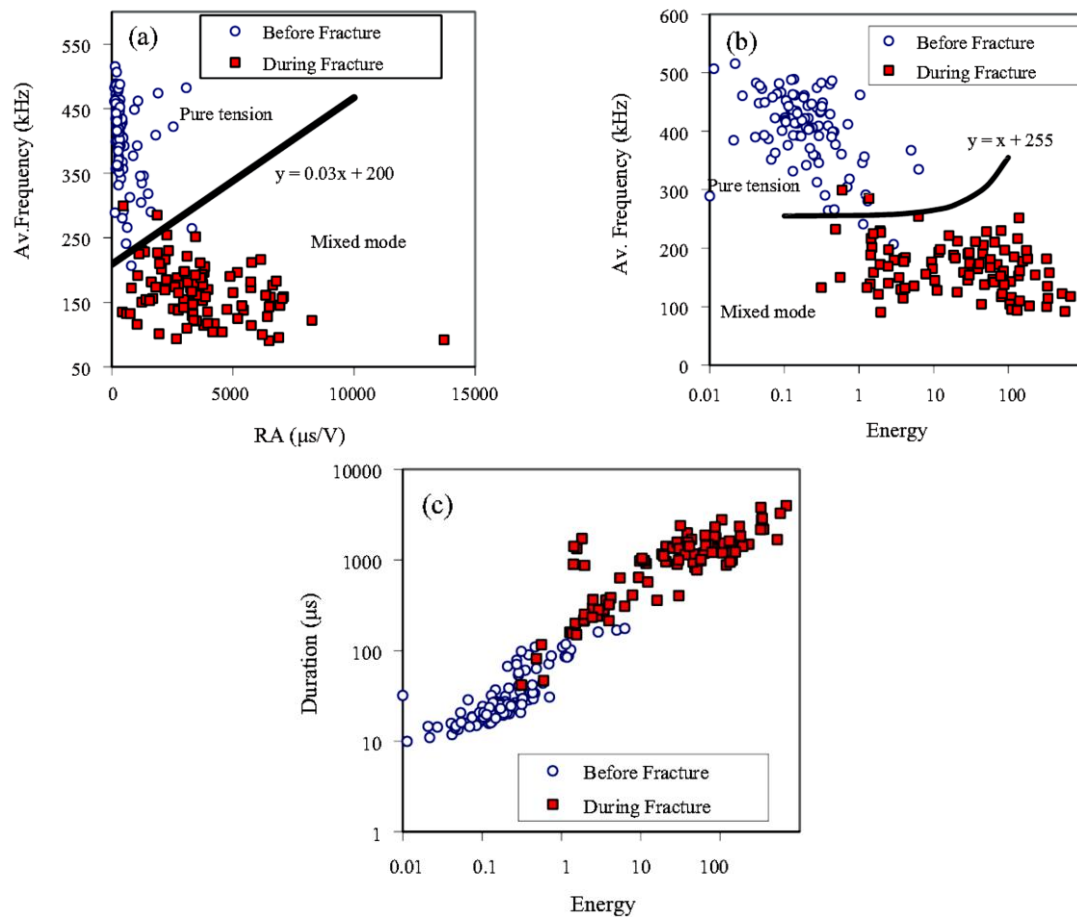 (a)
Before Fracture
During Fracture
550
450
350
250
150
50
Av.Frequency (kHz)
Pure tension
y = 0.03x + 200
Mixed mode
0
5000
10000
15000
RA (μs/V)
(b)
Before Fracture
During Fracture
600
500
400
300
200
100
0
Av. Frequency (kHz)
y = x + 255
Pure tension
Mixed mode
0.01
0.1
1
10
100
Energy
(c)
10000
1000
100
10
1
Duration (μs)
Before Fracture
During Fracture
0.01
0.1
1
10
100
Energy